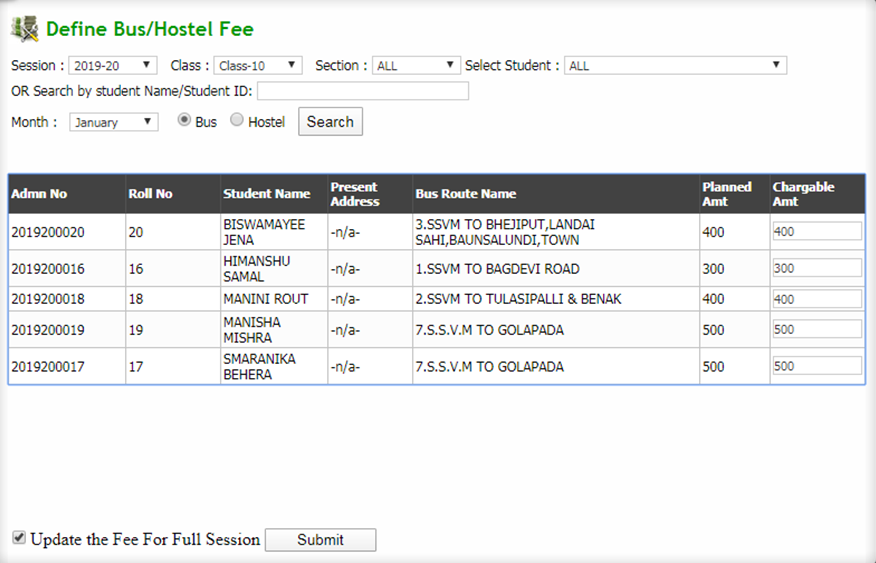 Define Bus/Hostel Fee
Session : 2019-20 Class : Class-10 Section : ALL Select Student : ALL
OR Search by student Name/Student ID:
Month : January Bus Hostel Search
Admn No Roll No Student Name Present Address Bus Route Name Planned Amt Chargable Amt
2019200020 20 BISWAMAYEE JENA -n/a- 3.SSVM TO BHEJIPUT,LANDAI SAHI,BAUNSALUNDI,TOWN 400 400
2019200016 16 HIMANSHU SAMAL -n/a- 1.SSVM TO BAGDEVI ROAD 300 300
2019200018 18 MANINI ROUT -n/a- 2.SSVM TO TULASIPALLI & BENAK 400 400
2019200019 19 MANISHA MISHRA -n/a- 7.S.S.V.M TO GOLAPADA 500 500
2019200017 17 SMARANIKA BEHERA -n/a- 7.S.S.V.M TO GOLAPADA 500 500
Update the Fee For Full Session Submit